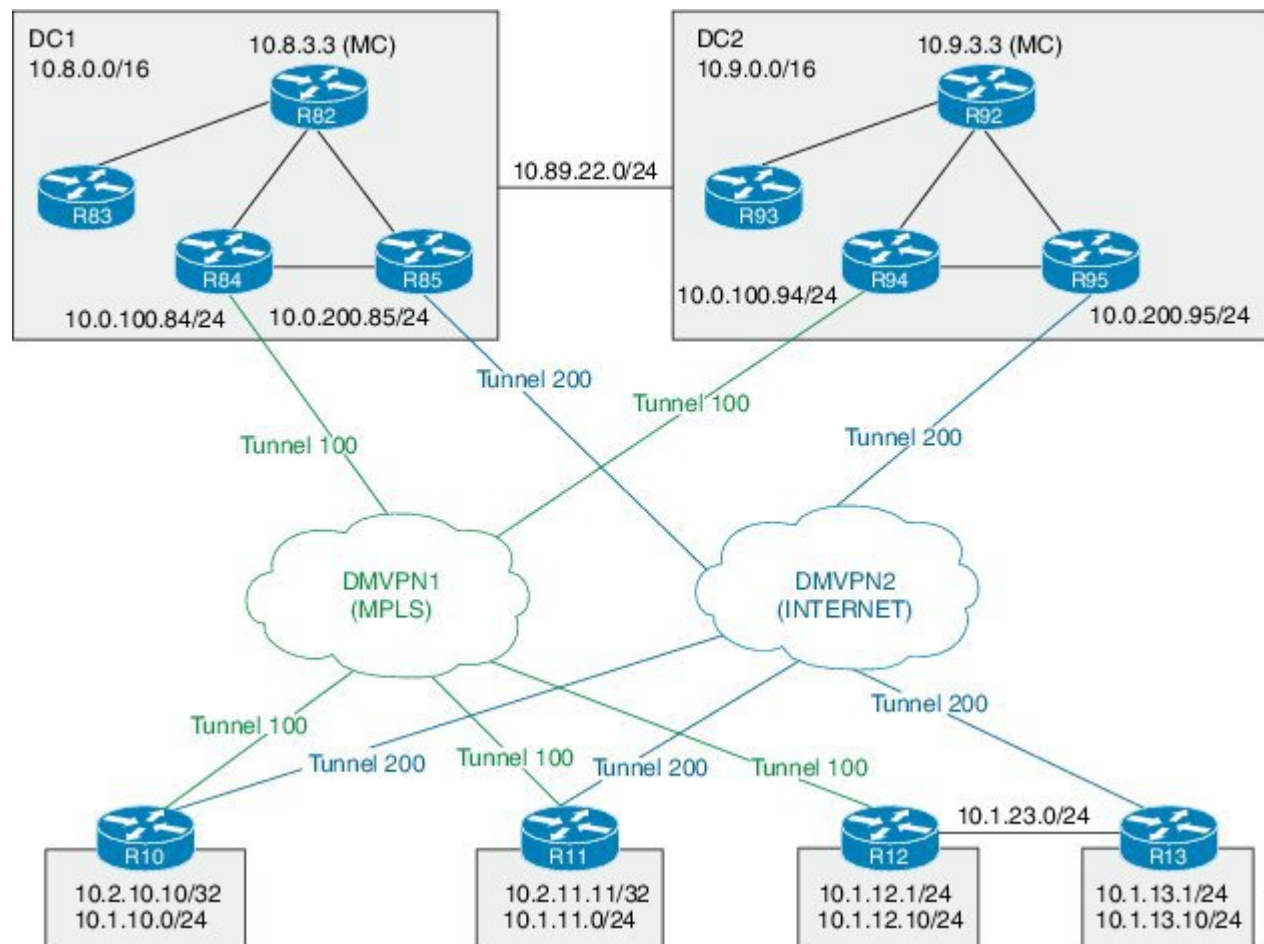 DC1
10.8.0.0/16
10.8.3.3 (MC)
R82
R83
R84
R85
10.0.100.84/24
10.0.200.85/24
10.89.22.0/24
DC2
10.9.0.0/16
10.9.3.3 (MC)
R92
R93
R94
R95
10.0.100.94/24
10.0.200.95/24
Tunnel 200
Tunnel 100
Tunnel 100
Tunnel 200
DMVPN1
(MPLS)
DMVPN2
(INTERNET)
Tunnel 100
Tunnel 200
Tunnel 100
Tunnel 200
Tunnel 100
Tunnel 200
10.1.23.0/24
R10
10.2.10.10/32
10.1.10.0/24
R11
10.2.11.11/32
10.1.11.0/24
R12
10.1.12.1/24
10.1.12.10/24
R13
10.1.13.1/24
10.1.13.10/24